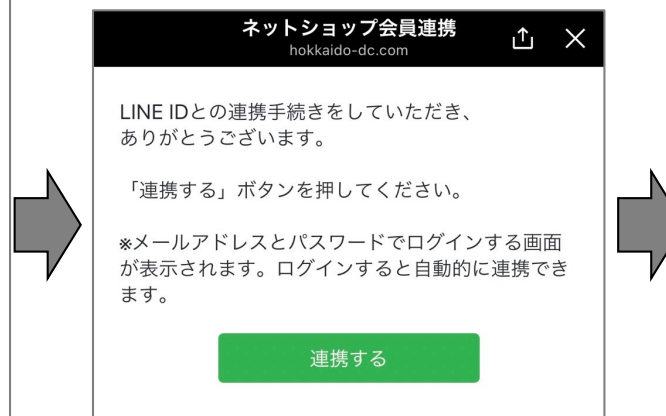 ネットショップ会員連携
hokkaido-dc.com
LINE IDとの連携手続きをしていただき、
ありがとうございます。
「連携する」ボタンを押してください。
※メールアドレスとパスワードでログインする画面
が表示されます。ログインすると自動的に連携でき
ます。
連携する